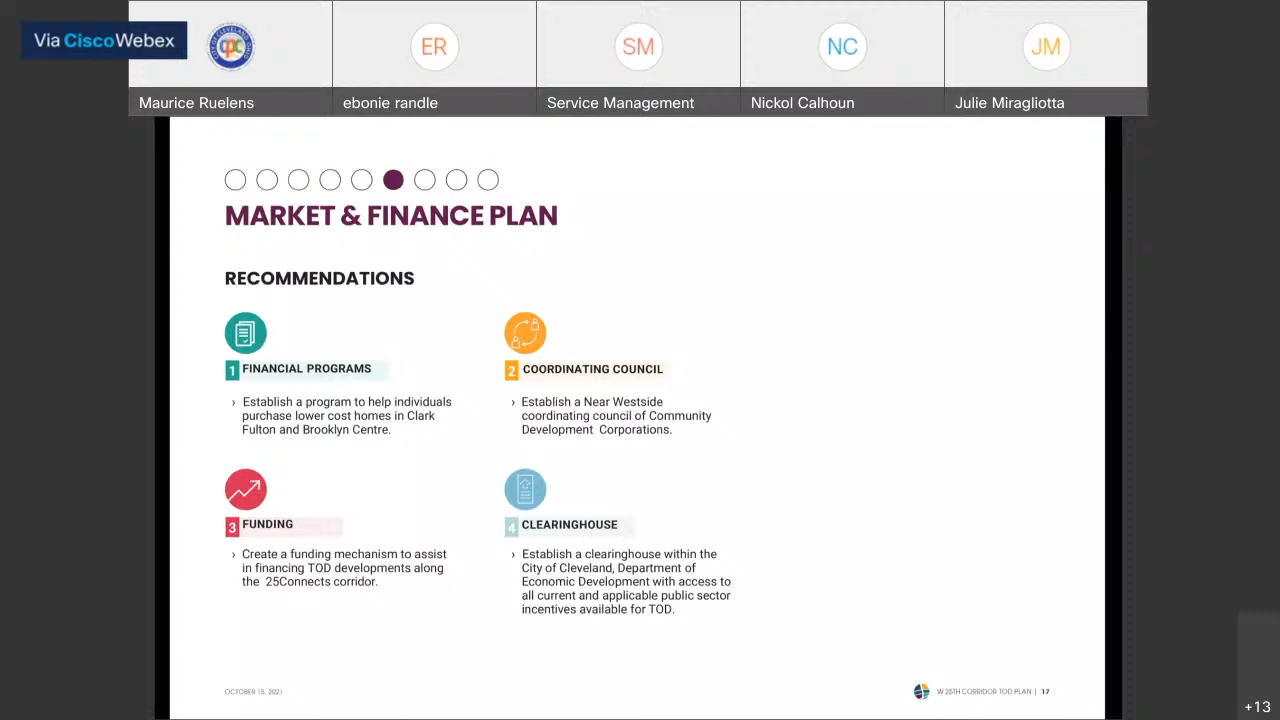 Via CiscoWebex
cpc
ER
SM
NC
JM
Maurice Ruelens
ebonie randle
Service Management
Nickol Calhoun
Julie Miragliotta
MARKET & FINANCE PLAN
RECOMMENDATIONS
1 FINANCIAL PROGRAMS
› Establish a program to help individuals
purchase lower cost homes in Clark
Fulton and Brooklyn Centre.
2 COORDINATING COUNCIL
› Establish a Near Westside
coordinating council of Community
Development Corporations.
3 FUNDING
› Create a funding mechanism to assist
in financing TOD developments along
the 25Connects corridor.
4 CLEARINGHOUSE
› Establish a clearinghouse within the
City of Cleveland, Department of
Economic Development with access to
all current and applicable public sector
incentives available for TOD.
OCTOBER 15, 2021
W 25TH CORRIDOR TOD PLAN | 17
+13